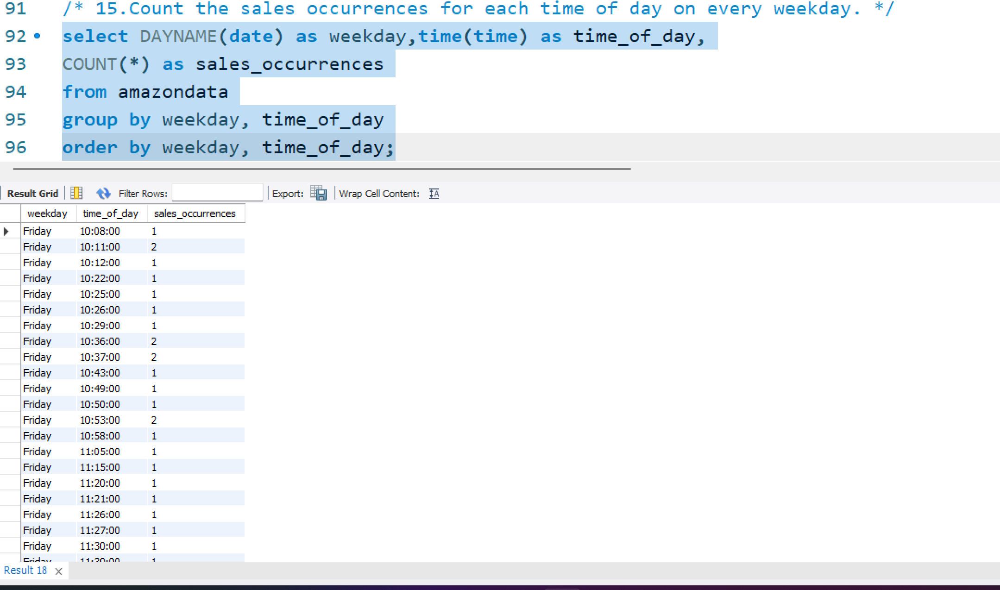 91 /* 15.Count the sales occurrences for each time of day on every weekday. */
92 select DAYNAME(date) as weekday,time(time) as time_of_day,
93 COUNT(*) as sales_occurrences
94 from amazondata
95 group by weekday, time_of_day
96 order by weekday, time_of_day;
Result Grid Filter Rows: Export: Wrap Cell Content:
weekday time_of_day sales_occurrences
Friday 10:08:00 1
Friday 10:11:00 2
Friday 10:12:00 1
Friday 10:22:00 1
Friday 10:25:00 1
Friday 10:26:00 1
Friday 10:29:00 1
Friday 10:36:00 2
Friday 10:37:00 2
Friday 10:43:00 1
Friday 10:49:00 1
Friday 10:50:00 1
Friday 10:53:00 2
Friday 10:58:00 1
Friday 11:05:00 1
Friday 11:15:00 1
Friday 11:20:00 1
Friday 11:21:00 1
Friday 11:26:00 1
Friday 11:27:00 1
Friday 11:30:00 1
Friday
Result 18